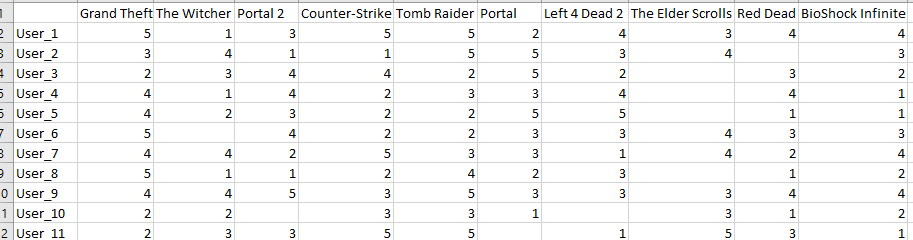 1 Grand Theft The Witcher Portal 2 Counter-Strike Tomb Raider Portal Left 4 Dead 2 The Elder Scrolls Red Dead BioShock Infinite
2 User_1 5 1 3 5 5 2 4 3 4 4
3 User_2 3 4 1 1 5 5 3 4 3
4 User_3 2 3 4 4 2 5 2 3 2
5 User_4 4 1 4 2 3 3 4 4 1
6 User_5 4 2 3 2 2 5 5 1 1
7 User_6 5 4 2 2 3 3 4 3 3
8 User_7 4 4 2 5 3 3 1 4 2 4
9 User_8 5 1 1 2 4 2 3 1 2
0 User_9 4 4 5 3 5 3 3 3 4 4
1 User_10 2 2 3 3 1 3 1 2
2 User_11 2 3 3 5 5 1 5 3 1